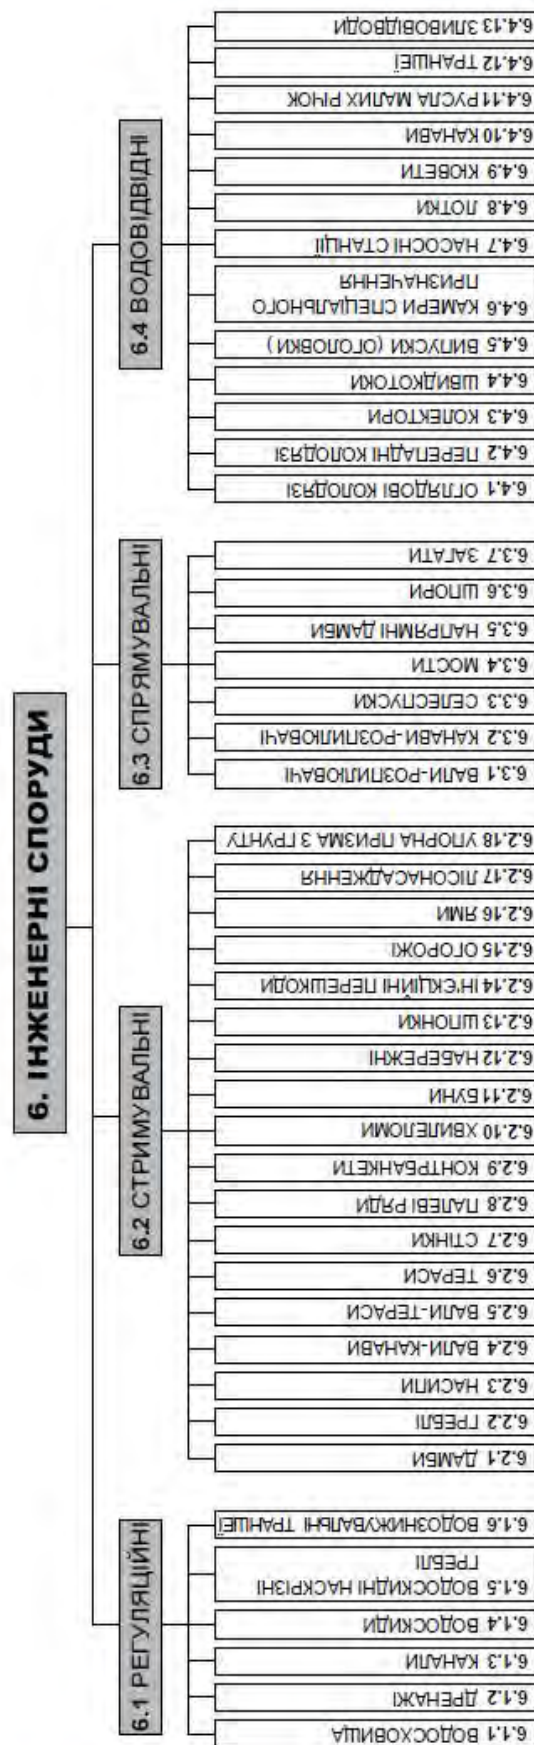 6. ІНЖЕНЕРНІ СПОРУДИ
6.1 РЕГУЛЯЦІЙНІ
6.1.1 ВОДОСХОВИЩА
6.1.2 ДРЕНАЖІ
6.1.3 КАНАЛИ
6.1.4 ВОДОСКИДИ
6.1.5 ВОДОСКИДНІ НАСКРІЗНІ
ГРЕБЛІ
6.1.6 ВОДОЗНИЖУВАЛЬНІ ТРАНШЕЇ
6.2 СТРИМУВАЛЬНІ
6.2.1 ДАМБИ
6.2.2 ГРЕБЛІ
6.2.3 НАСИПИ
6.2.4 ВАЛИ-КАНАВИ
6.2.5 ВАЛИ-ТЕРАСИ
6.2.6 ТЕРАСИ
6.2.7 СТІНКИ
6.2.8 ПАЛЕВІ РЯДИ
6.2.9 КОНТРБАНКЕТИ
6.2.10 ХВИЛЕЛОМИ
6.2.11 БУНИ
6.2.12 НАБЕРЕЖНІ
6.2.13 ШПОНКИ
6.2.14 ІН'ЄКЦІЙНІ ПЕРЕШКОДИ
6.2.15 ОГОРОЖІ
6.2.16 ЯМИ
6.2.17 ЛІСОНАСАДЖЕННЯ
6.2.18 УПОРНА ПРИЗМА З ГРУНТУ
6.3 СПРЯМУВАЛЬНІ
6.3.1 ВАЛИ-РОЗПИЛЮВАЧІ
6.3.2 КАНАВИ-РОЗПИЛЮВАЧІ
6.3.3 СЕЛЕСПУСКИ
6.3.4 МОСТИ
6.3.5 НАПРЯМНІ ДАМБИ
6.3.6 ШПОРИ
6.3.7 ЗАГАТИ
6.4 ВОДОВІДВІДНІ
6.4.1 ОГЛЯДОВІ КОЛОДЯЗІ
6.4.2 ПЕРЕПАДНІ КОЛОДЯЗІ
6.4.3 КОЛЕКТОРИ
6.4.4 ШВИДКОТОКИ
6.4.5 ВИПУСКИ (ОГОЛОВКИ )
6.4.6 КАМЕРИ СПЕЦІАЛЬНОГО
ПРИЗНАЧЕННЯ
6.4.7 НАСОСНІ СТАНЦІЇ
6.4.8 ЛОТКИ
6.4.9 КЮВЕТИ
6.4.10 КАНАВИ
6.4.11 РУСЛА МАЛИХ РІЧОК
6.4.12 ТРАНШЕЇ
6.4.13 ЗЛИВОВІДВОДИ